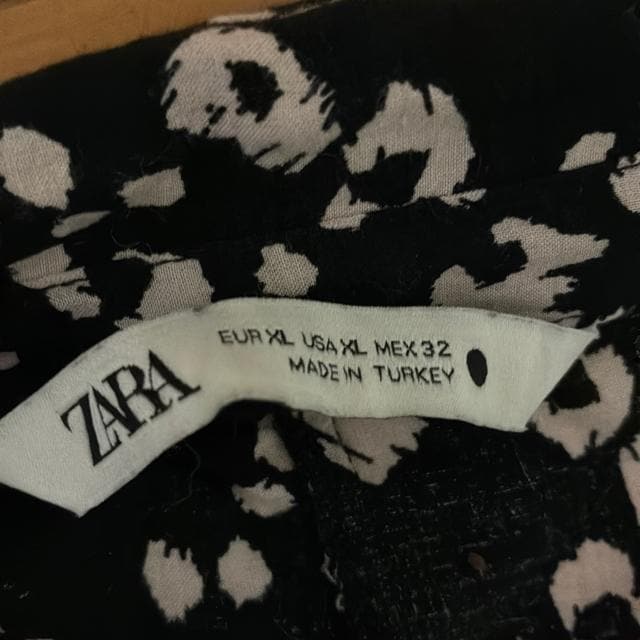 ZARA
EUR XL USA XL MEX 32
MADE IN TURKEY